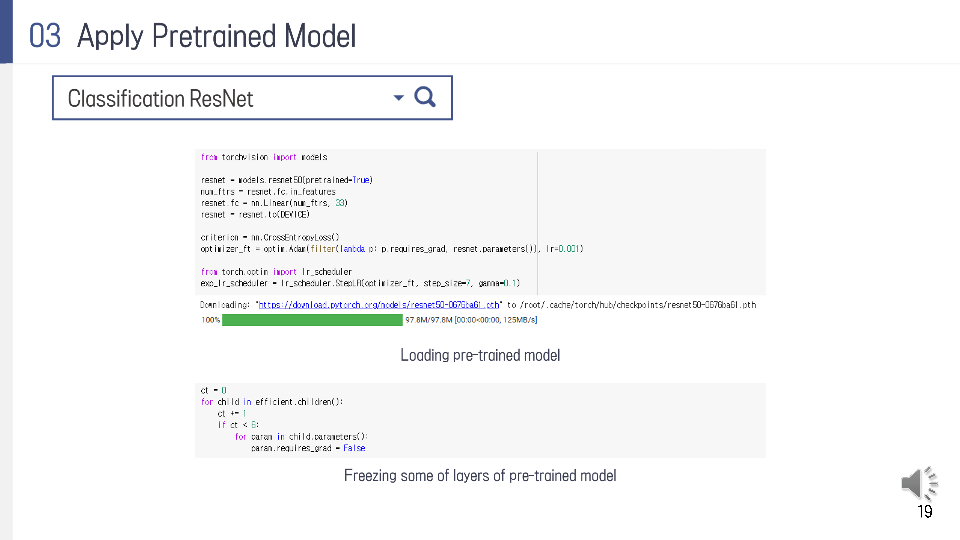 03 Apply Pretrained Model
Classification ResNet
from torchvision import models
resnet = models.resnet50(pretrained=True)
num_ftrs = resnet.fc.in_features
resnet.fc = nn.Linear(num_ftrs, 33)
resnet = resnet.to(DEVICE)
criterion = nn.CrossEntropyLoss()
optimizer_ft = optim.Adam(filter(lambda p: p.requires_grad, resnet.parameters()), lr=0.001)
from torch.optim import lr_scheduler
exp_lr_scheduler = lr_scheduler.StepLR(optimizer_ft, step_size=7, gamma=0.1)
Downloading: "https://download.pytorch.org/models/resnet50-0676ba61.pth" to /root/.cache/torch/hub/checkpoints/resnet50-0676ba61.pth
100% 97.8M/97.8M [00:00<00:00, 125MB/s]
Loading pre-trained model
ct = 0
for child in efficient.children():
ct += 1
if ct < 6:
for param in child.parameters():
param.requires_grad = False
Freezing some of layers of pre-trained model
19